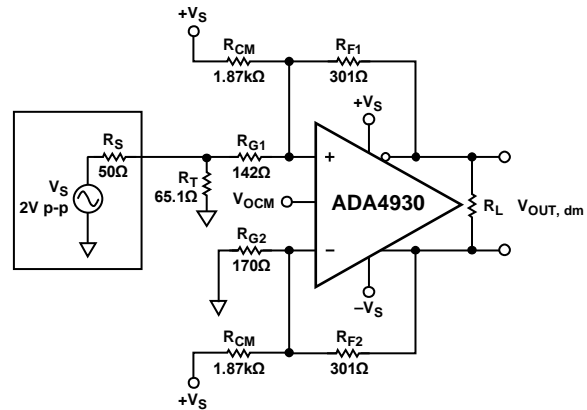 +VS
RCM
1.87kΩ
RF1
301Ω
+VS
RS
50Ω
VS
2V p-p
RT
65.1Ω
RG1
142Ω
+
VOCM
ADA4930
RL
VOUT, dm
RG2
170Ω
–
–VS
RCM
1.87kΩ
RF2
301Ω
+VS